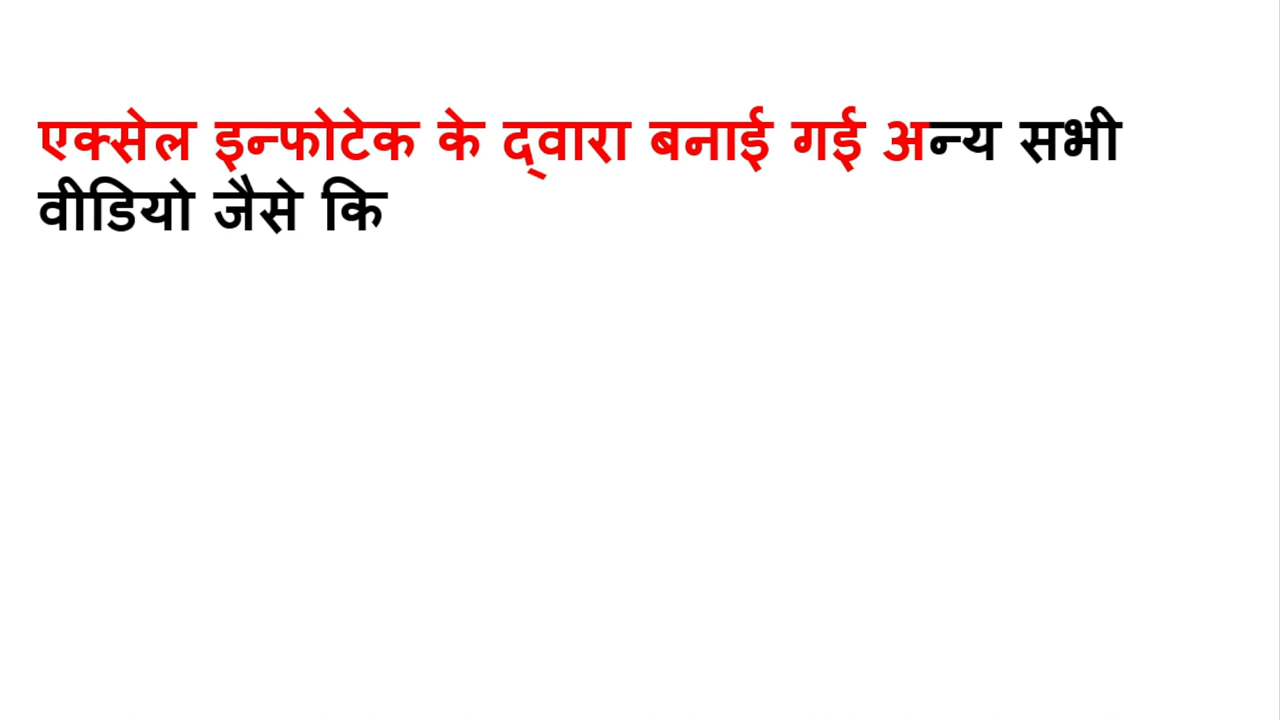 एक्सेल इन्फोटेक के द्वारा बनाई गई अन्य सभी
वीडियो जैसे कि